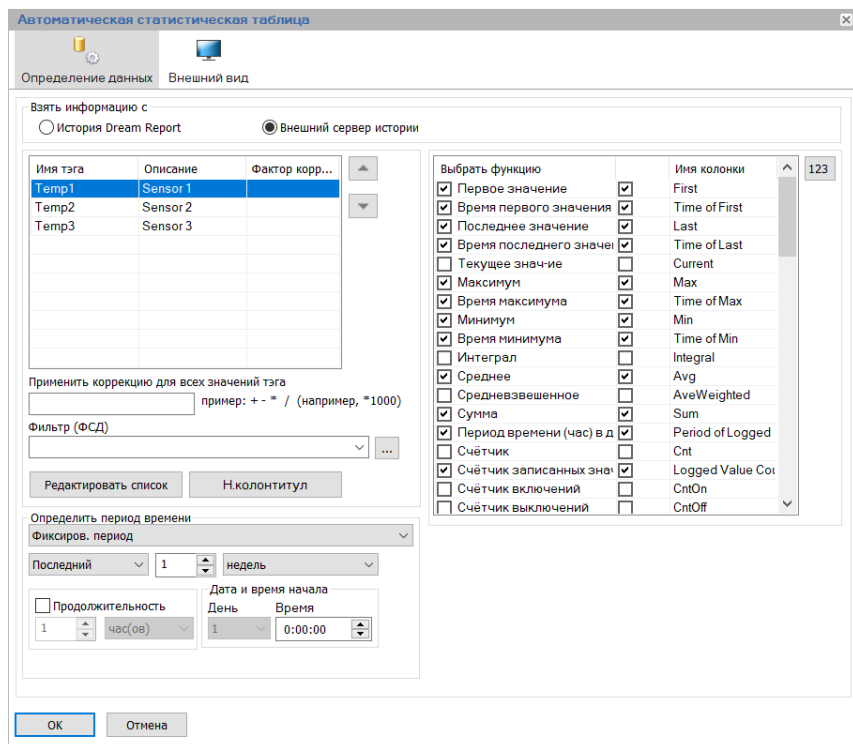 Автоматическая статистическая таблица
Определение данных Внешний вид
Взять информацию с
История Dream Report Внешний сервер истории
Имя тэга Описание Фактор корр...
Temp1 Sensor 1
Temp2 Sensor 2
Temp3 Sensor 3
Применить коррекцию для всех значений тэга
пример: + - * / (например, *1000)
Фильтр (ФСД)
...
Редактировать список Н.колонтитул
Определить период времени
Фиксиров. период
Последний 1 недель
Продолжительность
1 час(ов)
Дата и время начала
День Время
1 0:00:00
Выбрать функцию Имя колонки 123
Первое значение First
Время первого значения Time of First
Последнее значение Last
Время последнего значе Time of Last
Текущее знач-ие Current
Максимум Max
Время максимума Time of Max
Минимум Min
Время минимума Time of Min
Интеграл Integral
Среднее Avg
Средневзвешенное AveWeighted
Сумма Sum
Период времени (час) в д Period of Logged
Счётчик Cnt
Счётчик записанных знач Logged Value Cou
Счётчик включений CntOn
Счётчик выключений CntOff
OK Отмена